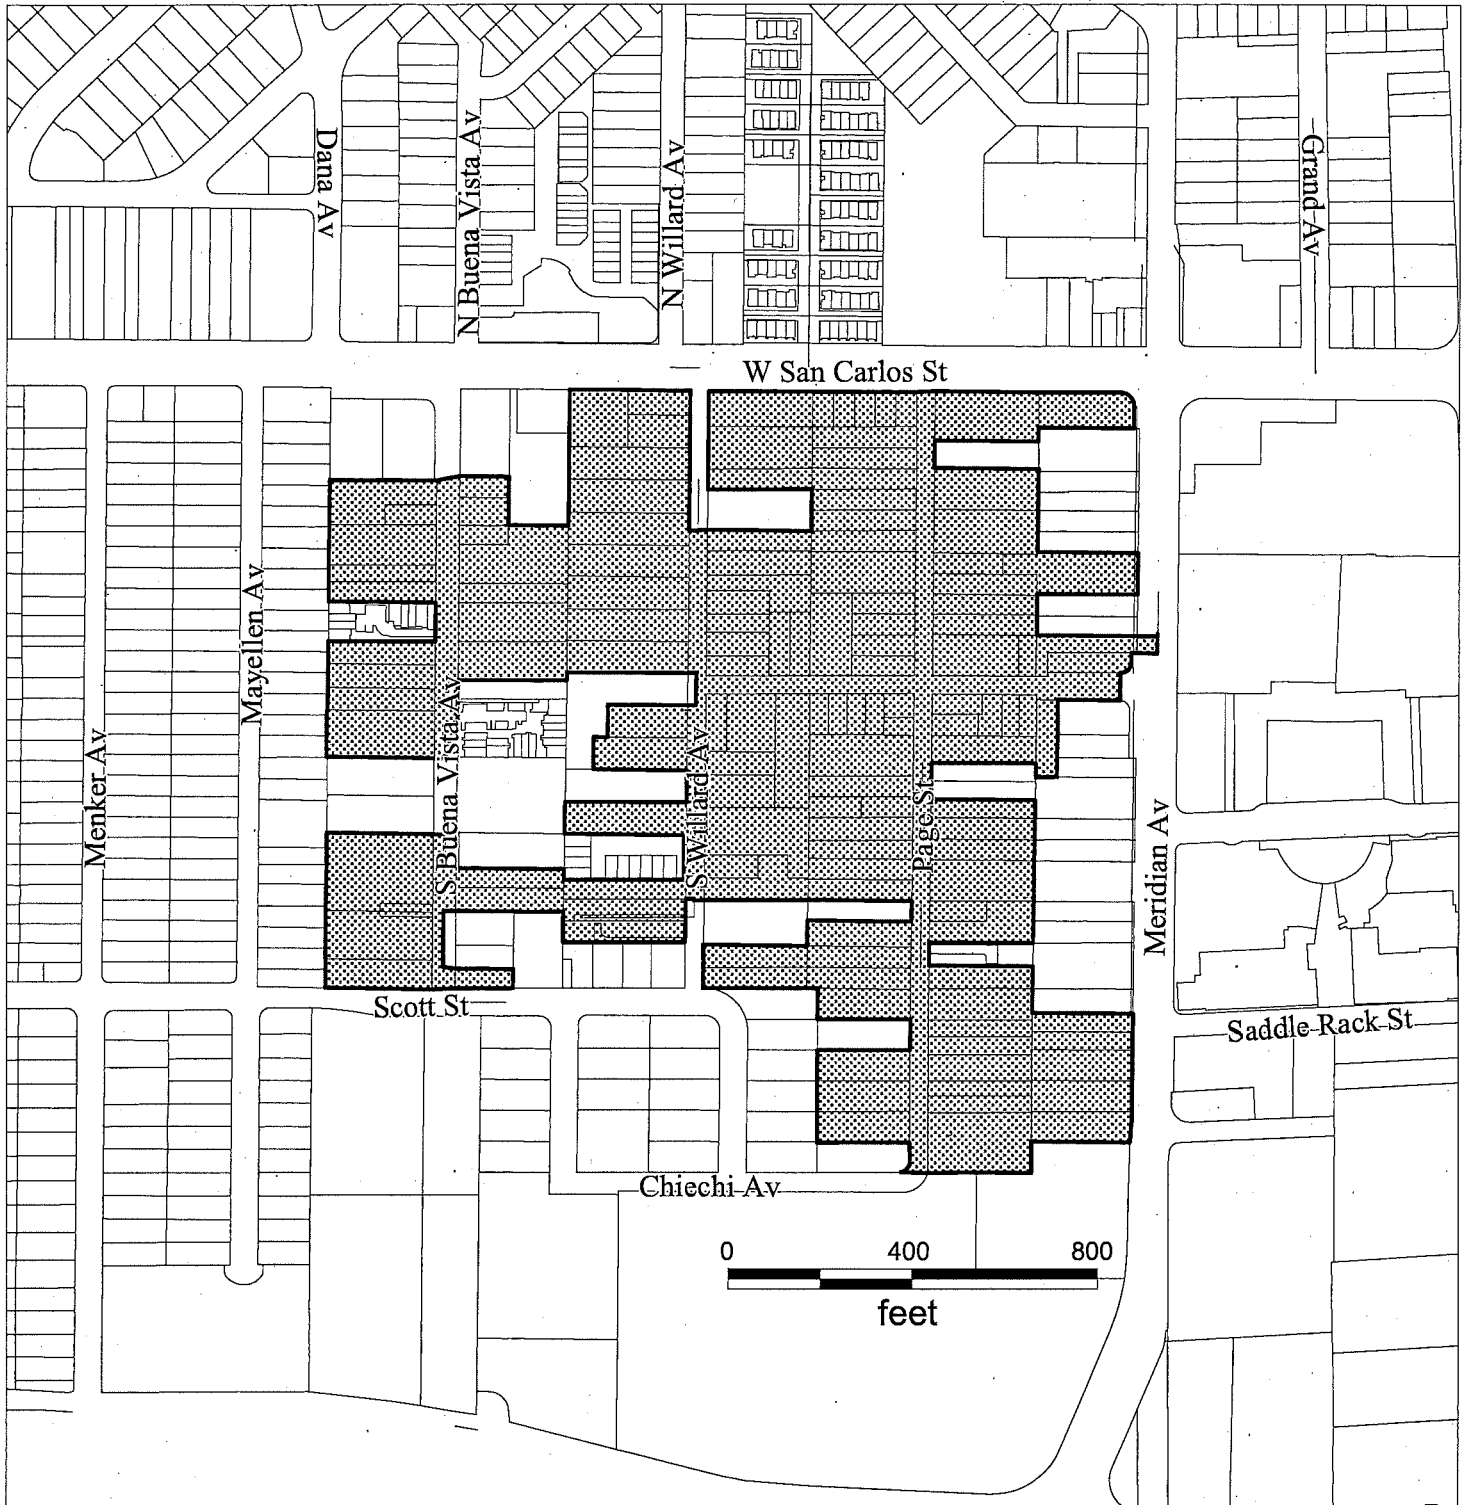 Dana Av
N Buena Vista Av
N Willard Av
Grand Av
W San Carlos St
Menker Av
Mayellen Av
S Buena Vista Av
S Willard Av
Page St
Meridian Av
Scott St
Saddle Rack St
Chiechi Av
0 400 800
feet